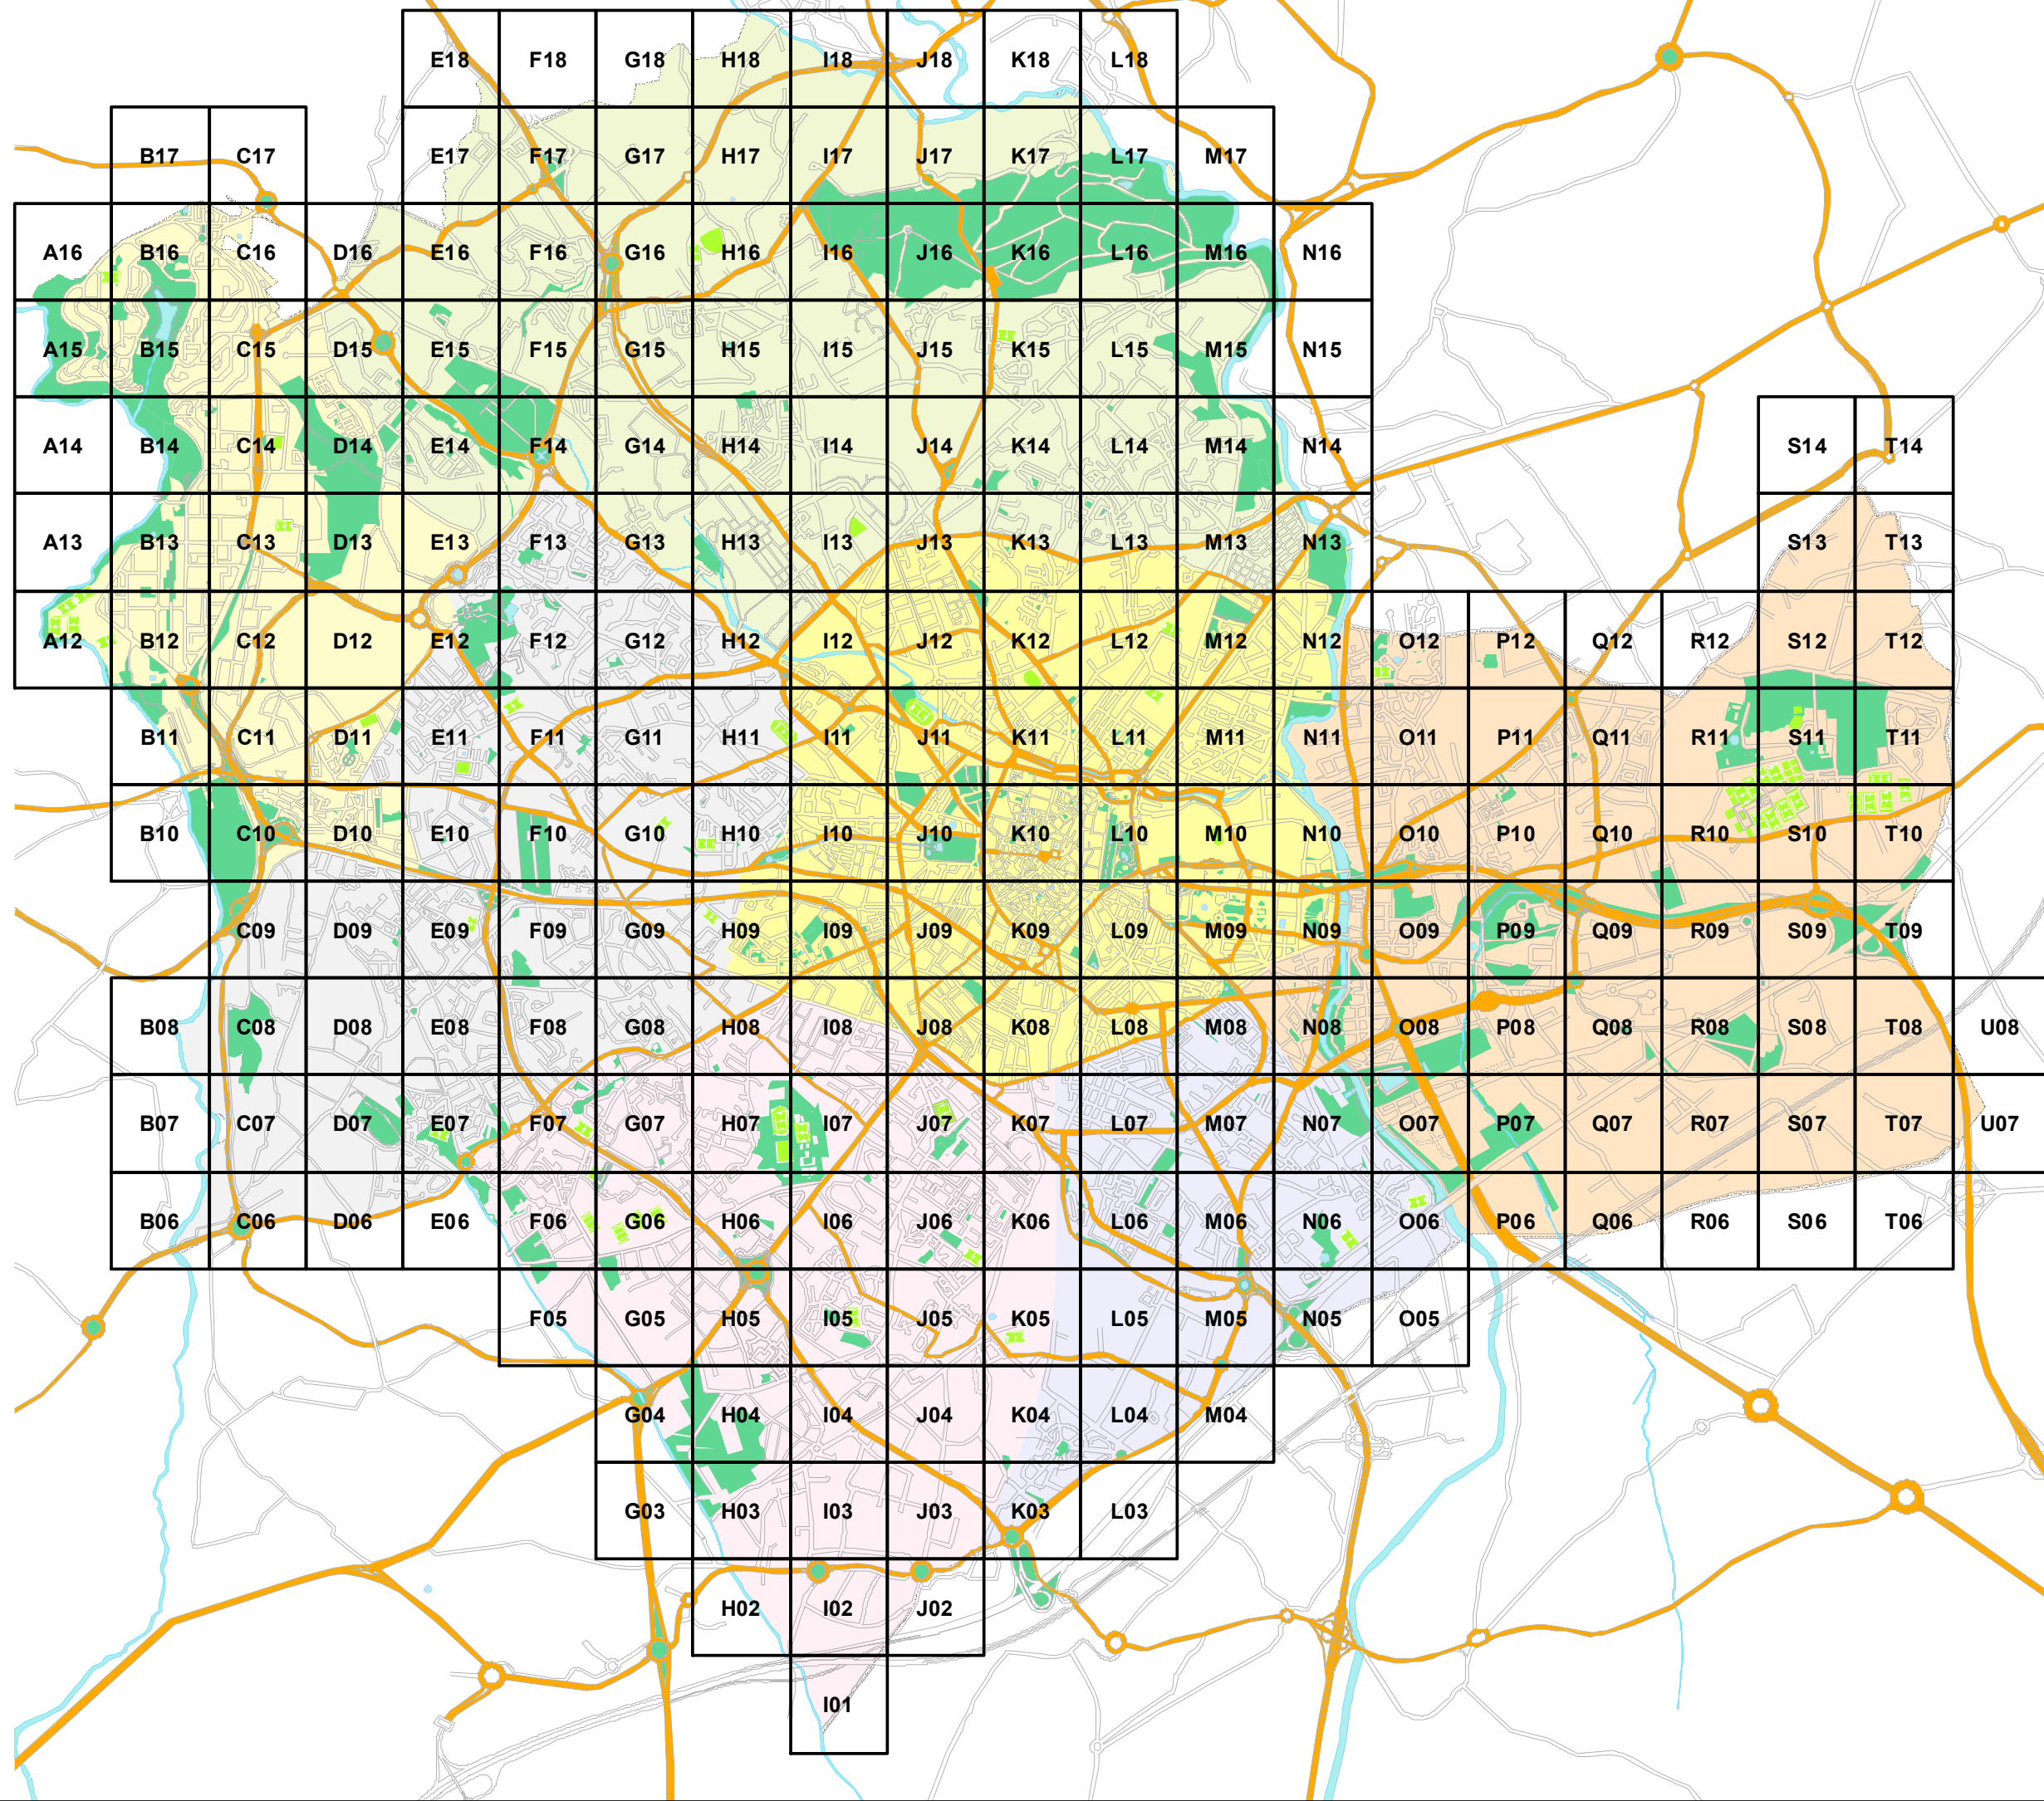 E18 F18 G18 H18 I18 J18 K18 L18
B17 C17 E17 F17 G17 H17 I17 J17 K17 L17 M17
A16 B16 C16 D16 E16 F16 G16 H16 I16 J16 K16 L16 M16 N16
A15 B15 C15 D15 E15 F15 G15 H15 I15 J15 K15 L15 M15 N15
A14 B14 C14 D14 E14 F14 G14 H14 I14 J14 K14 L14 M14 N14 S14 T14
A13 B13 C13 D13 E13 F13 G13 H13 I13 J13 K13 L13 M13 N13 S13 T13
A12 B12 C12 D12 E12 F12 G12 H12 I12 J12 K12 L12 M12 N12 O12 P12 Q12 R12 S12 T12
B11 C11 D11 E11 F11 G11 H11 I11 J11 K11 L11 M11 N11 O11 P11 Q11 R11 S11 T11
B10 C10 D10 E10 F10 G10 H10 I10 J10 K10 L10 M10 N10 O10 P10 Q10 R10 S10 T10
C09 D09 E09 F09 G09 H09 I09 J09 K09 L09 M09 N09 O09 P09 Q09 R09 S09 T09
B08 C08 D08 E08 F08 G08 H08 I08 J08 K08 L08 M08 N08 O08 P08 Q08 R08 S08 T08 U08
B07 C07 D07 E07 F07 G07 H07 I07 J07 K07 L07 M07 N07 O07 P07 Q07 R07 S07 T07 U07
B06 C06 D06 E06 F06 G06 H06 I06 J06 K06 L06 M06 N06 O06 P06 Q06 R06 S06 T06
F05 G05 H05 I05 J05 K05 L05 M05 N05 O05
G04 H04 I04 J04 K04 L04 M04
G03 H03 I03 J03 K03 L03
H02 I02 J02
I01